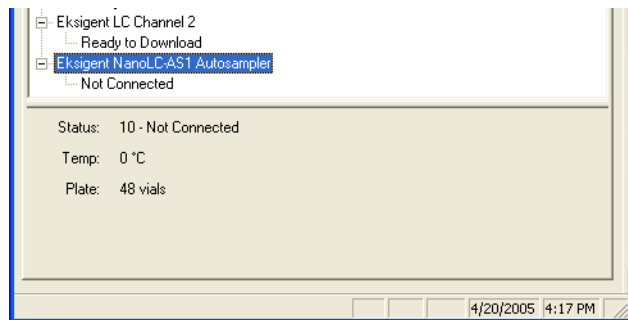 Eksigent LC Channel 2
Ready to Download
Eksigent NanoLC-AS1 Autosampler
Not Connected
Status: 10 - Not Connected
Temp: 0 °C
Plate: 48 vials
4/20/2005 4:17 PM